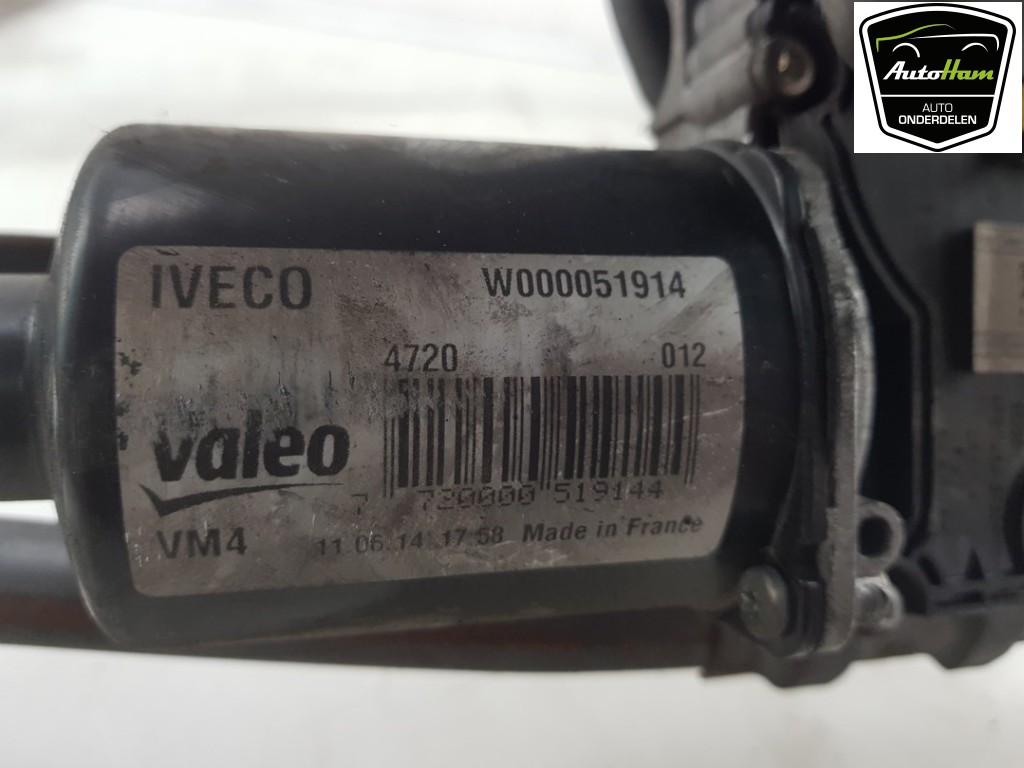 AutoHam
AUTO
ONDERDELEN
IVECO W000051914
4720 012
valeo
7 720000 519144
VM4 11.06.14 17:58 Made in France